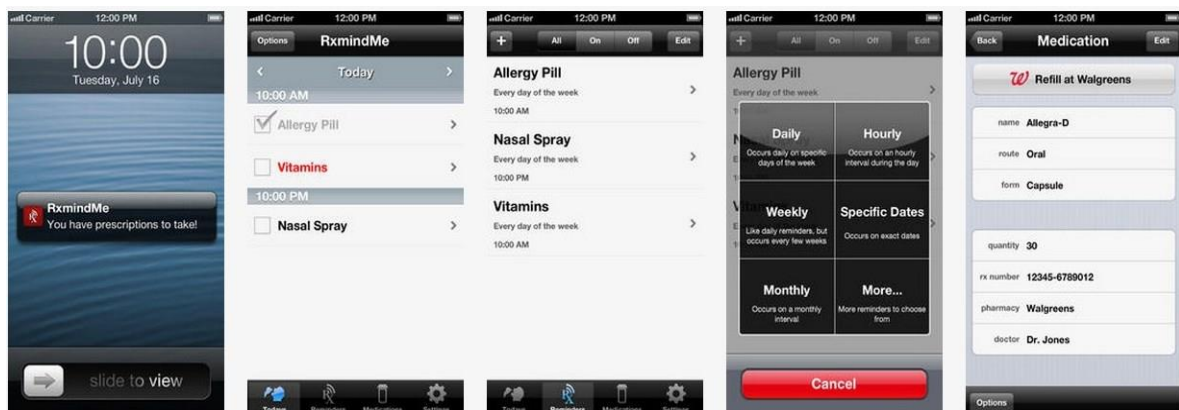 Carrier 12:00 PM
10:00
Tuesday, July 16
RxmindMe
You have prescriptions to take!
slide to view
Carrier 12:00 PM
Options RxmindMe
Today
10:00 AM
Allergy Pill
Vitamins
10:00 PM
Nasal Spray
Todays Reminders Medications Settings
Carrier 12:00 PM
+ All On Off Edit
Allergy Pill
Every day of the week
10:00 AM
Nasal Spray
Every day of the week
10:00 PM
Vitamins
Every day of the week
10:00 AM
Todays Reminders Medications Settings
Carrier 12:00 PM
+ All On Off Edit
Allergy Pill
Every day of the week
Daily
Occurs daily on specific
days of the week
Hourly
Occurs on an hourly
interval during the day
Weekly
Like daily reminders, but
occurs every few weeks
Specific Dates
Occurs on exact dates
Monthly
Occurs on a monthly
interval
More...
More reminders to choose
from
Cancel
Carrier 12:00 PM
Back Medication Edit
Refill at Walgreens
name Allegra-D
route Oral
form Capsule
quantity 30
rx number 12345-6789012
pharmacy Walgreens
doctor Dr. Jones
Options